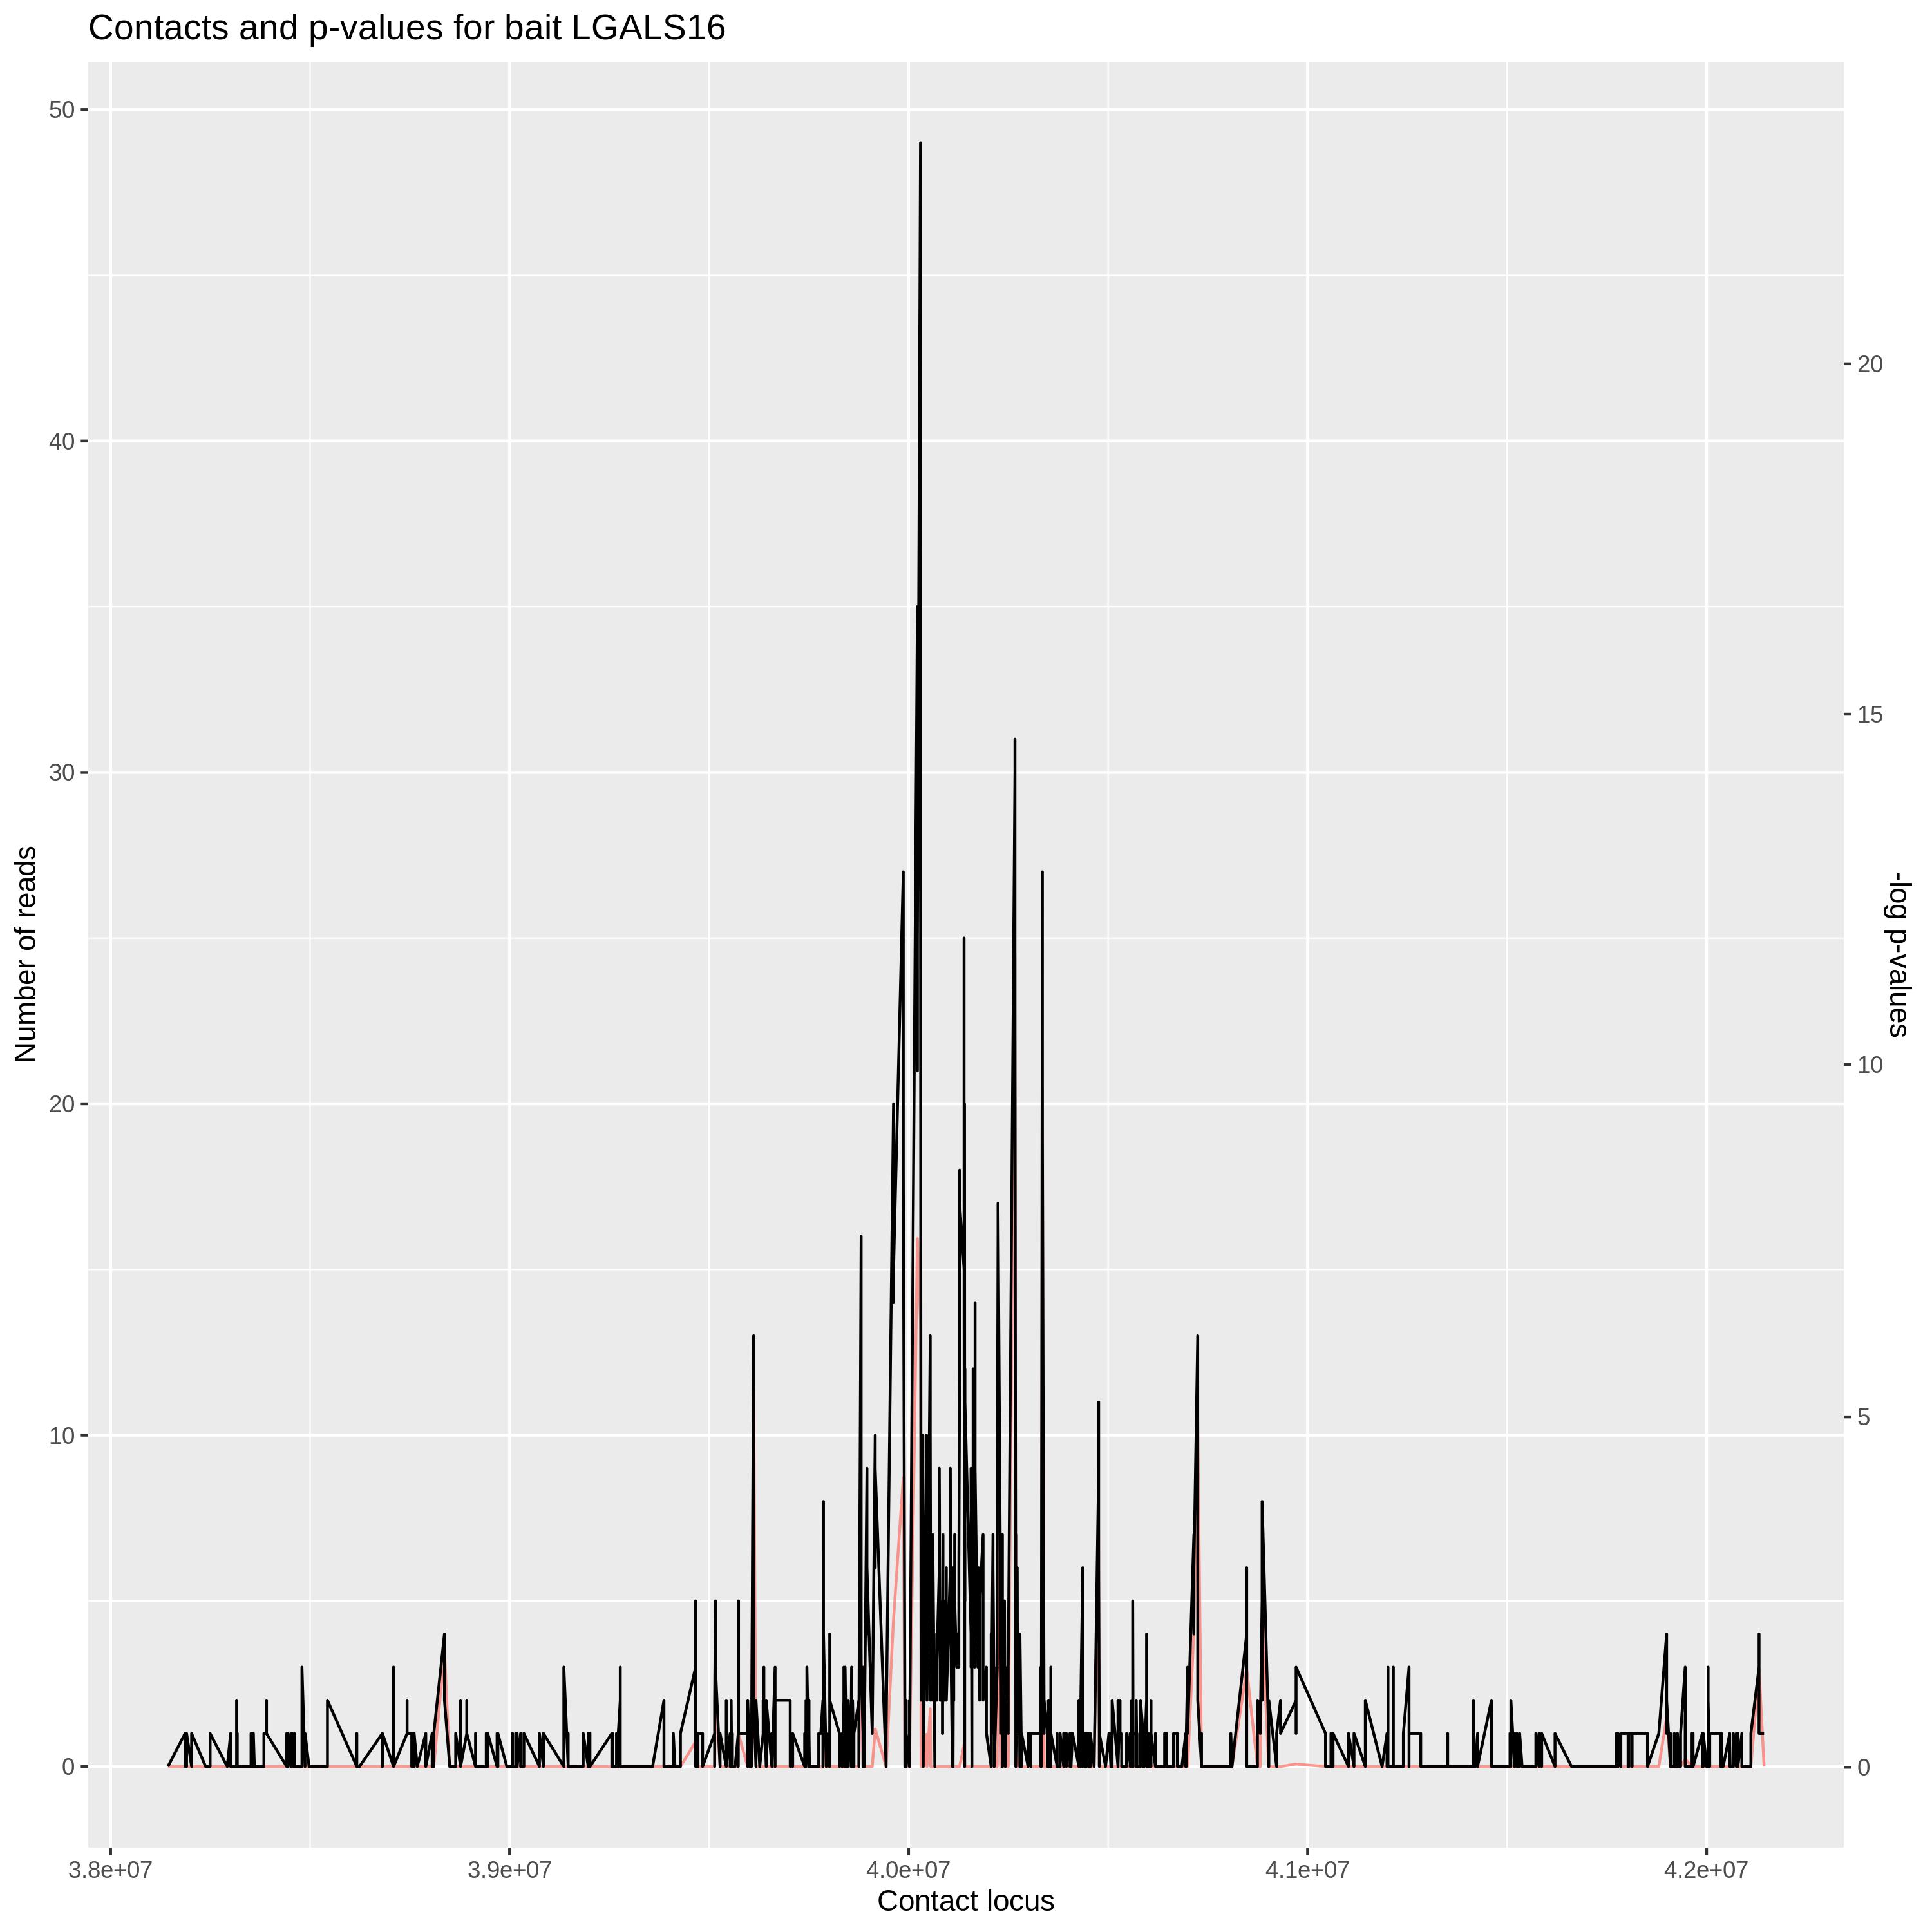 Contacts and p-values for bait LGALS16
50
40
30
20
10
0
Number of reads
20
15
10
5
0
-log p-values
3.8e+07
3.9e+07
4.0e+07
4.1e+07
4.2e+07
Contact locus